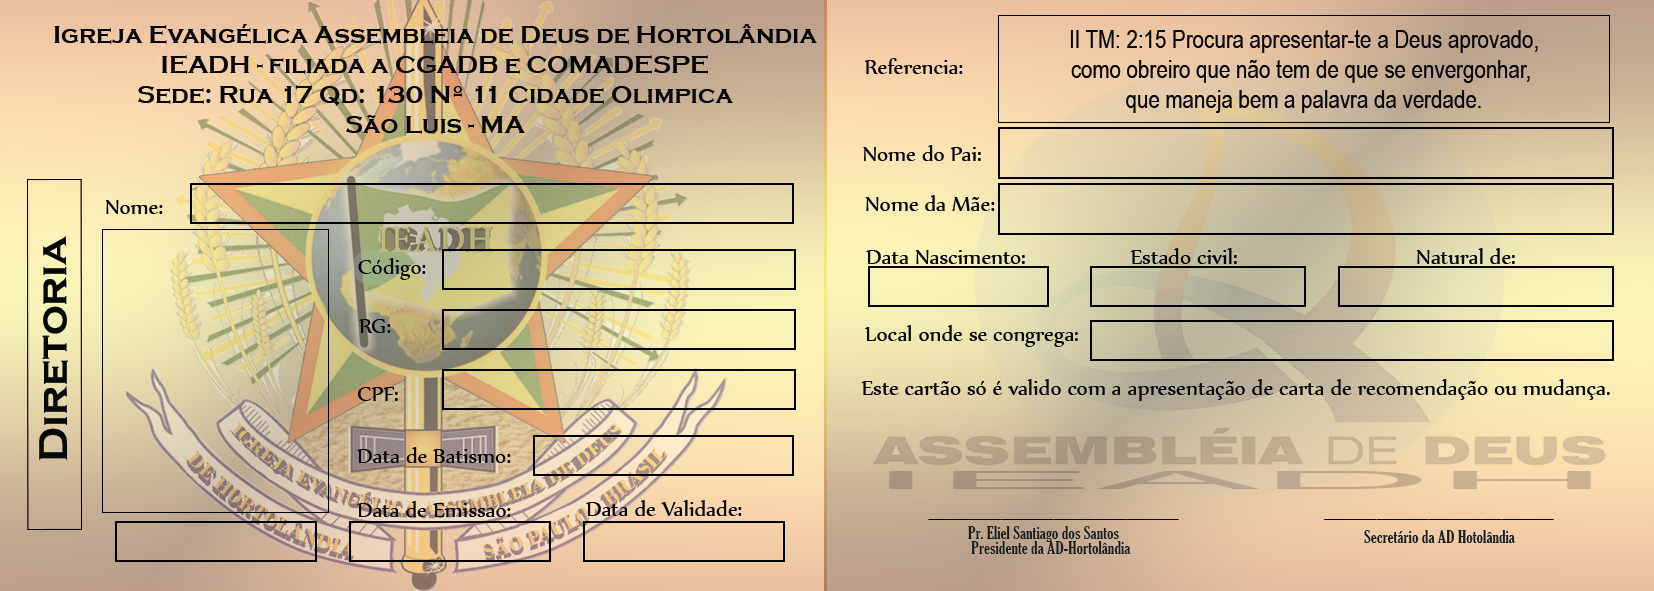 Igreja Evangélica Assembleia de Deus de Hortolândia
IEADH - filiada a CGADB e COMADESPE
Sede: Rua 17 Qd: 130 Nº 11 Cidade Olimpica
São Luis - MA
Diretoria
Nome:
IEADH
Código:
RG:
CPF:
Data de Batismo:
IGREJA EVANGÉLICA ASSEMBLEIA DE DEUS
DE HORTOLÂNDIA
SÃO PAULO BRASIL
Data de Emissao:
Data de Validade:
Referencia:
II TM: 2:15 Procura apresentar-te a Deus aprovado,
como obreiro que não tem de que se envergonhar,
que maneja bem a palavra da verdade.
Nome do Pai:
Nome da Mãe:
Data Nascimento:
Estado civil:
Natural de:
Local onde se congrega:
Este cartão só é valido com a apresentação de carta de recomendação ou mudança.
ASSEMBLÉIA DE DEUS
IEADH
Pr. Eliel Santiago dos Santos
Presidente da AD-Hortolândia
Secretário da AD Hotolândia